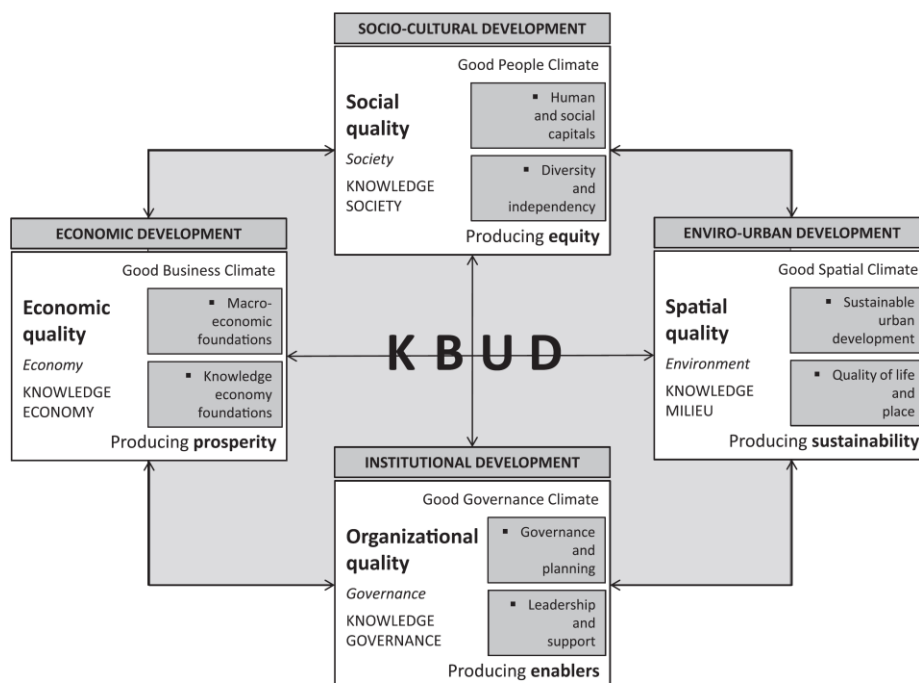 SOCIO-CULTURAL DEVELOPMENT
Good People Climate
Social
quality
Society
KNOWLEDGE
SOCIETY
▪ Human
and social
capitals
▪ Diversity
and
independency
Producing equity
ECONOMIC DEVELOPMENT
Good Business Climate
Economic
quality
Economy
KNOWLEDGE
ECONOMY
▪ Macro-
economic
foundations
▪ Knowledge
economy
foundations
Producing prosperity
K B U D
ENVIRO-URBAN DEVELOPMENT
Good Spatial Climate
Spatial
quality
Environment
KNOWLEDGE
MILIEU
▪ Sustainable
urban
development
▪ Quality of life
and
place
Producing sustainability
INSTITUTIONAL DEVELOPMENT
Good Governance Climate
Organizational
quality
Governance
KNOWLEDGE
GOVERNANCE
▪ Governance
and
planning
▪ Leadership
and
support
Producing enablers